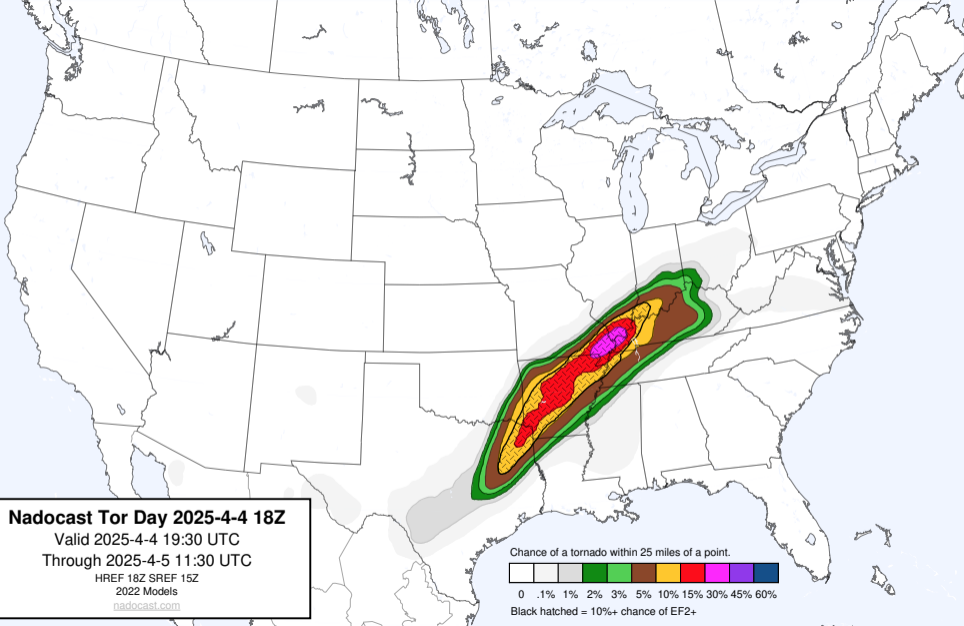 Nadocast Tor Day 2025-4-4 18Z
Valid 2025-4-4 19:30 UTC
Through 2025-4-5 11:30 UTC
HREF 18Z SREF 15Z
2022 Models
nadocast.com
Chance of a tornado within 25 miles of a point.
0 .1% 1% 2% 3% 5% 10% 15% 30% 45% 60%
Black hatched = 10%+ chance of EF2+